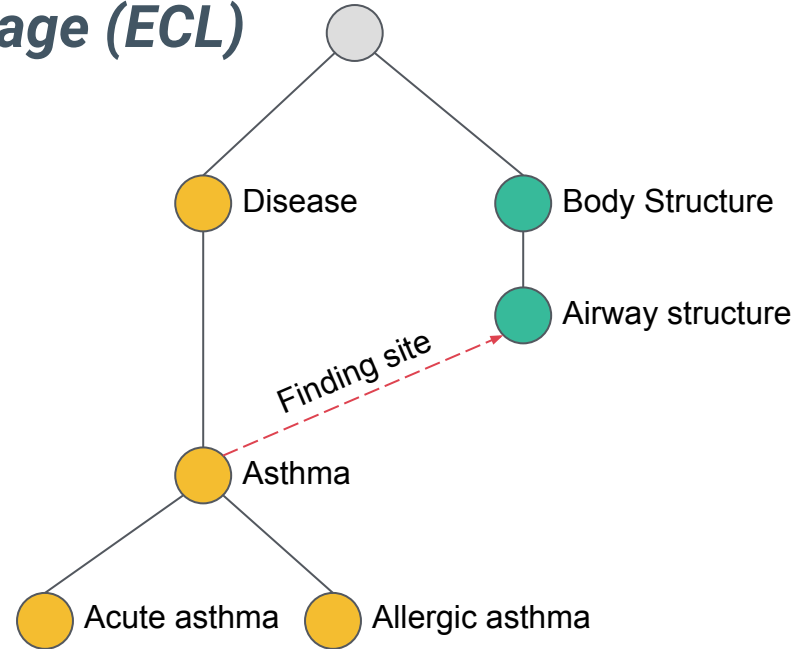 age (ECL)
Disease
Body Structure
Airway structure
Finding site
Asthma
Acute asthma
Allergic asthma